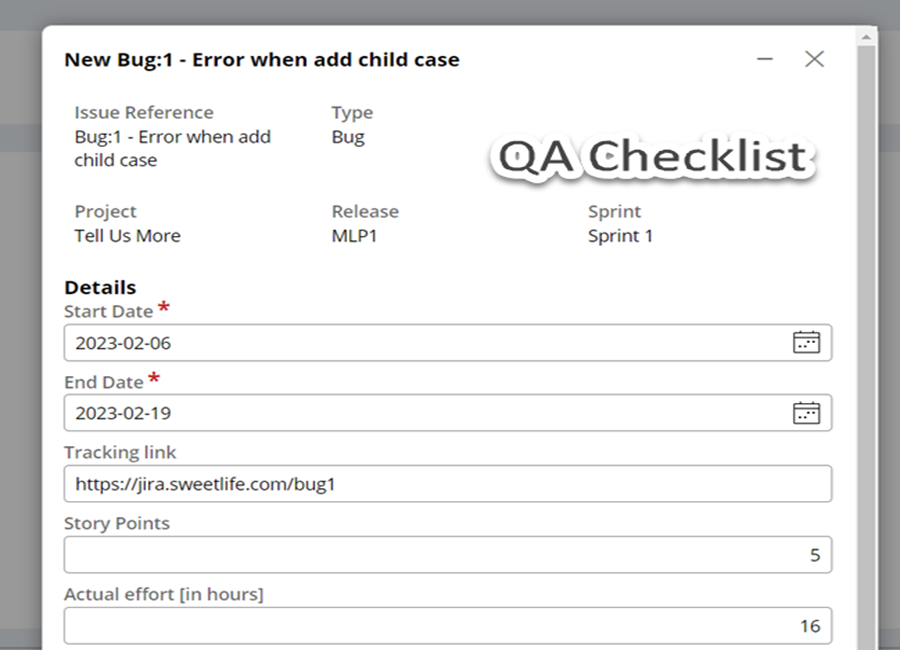 New Bug:1 - Error when add child case
Issue Reference
Type
Bug:1 - Error when add
child case
Bug
QA Checklist
Project
Release
Sprint
Tell Us More
MLP1
Sprint 1
Details
Start Date *
2023-02-06
End Date *
2023-02-19
Tracking link
https://jira.sweetlife.com/bug1
Story Points
5
Actual effort [in hours]
16